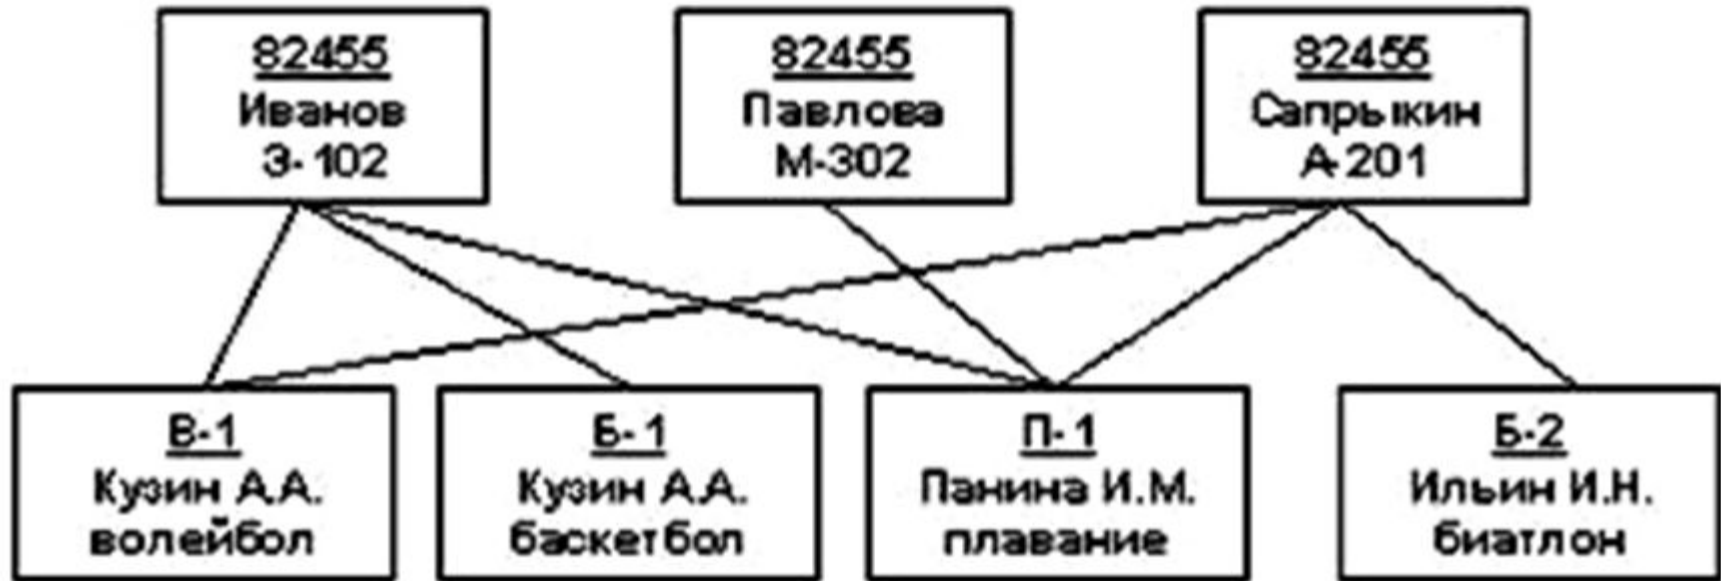 82455
Иванов
З-102
82455
Павлова
М-302
82455
Сапрыкин
А-201
В-1
Кузин А.А.
волейбол
Б-1
Кузин А.А.
баскетбол
П-1
Панина И.М.
плавание
Б-2
Ильин И.Н.
биатлон